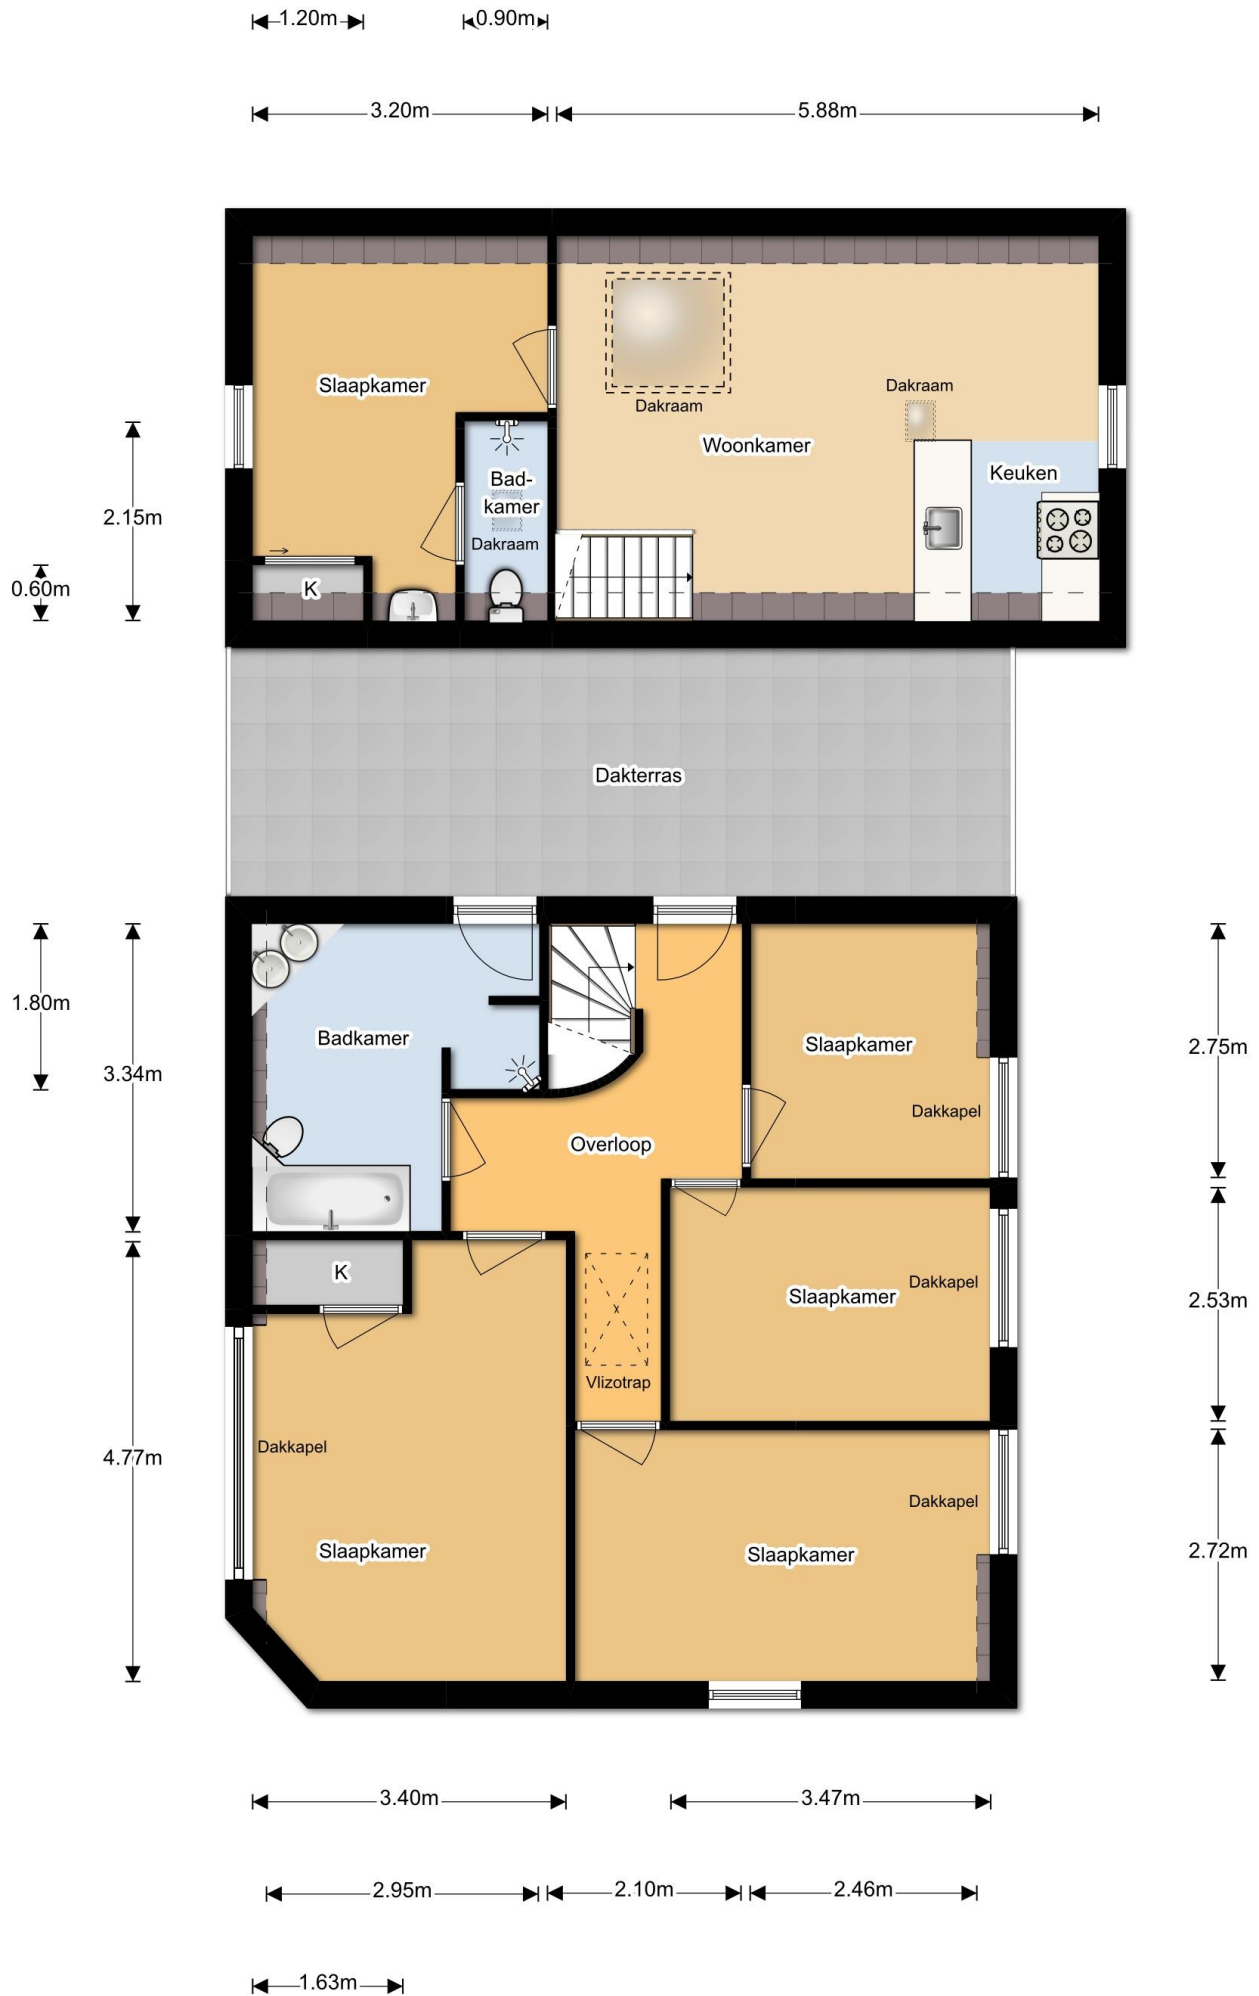 1.20m
0.90m
3.20m
5.88m
Slaapkamer
Dakraam
Dakraam
Woonkamer
Keuken
Bad-
kamer
Dakraam
2.15m
0.60m
K
Dakterras
1.80m
3.34m
Badkamer
Slaapkamer
2.75m
Dakkapel
Overloop
K
Slaapkamer
Dakkapel
2.53m
Vlizotrap
Dakkapel
4.77m
Dakkapel
Slaapkamer
Slaapkamer
2.72m
3.40m
3.47m
2.95m
2.10m
2.46m
1.63m